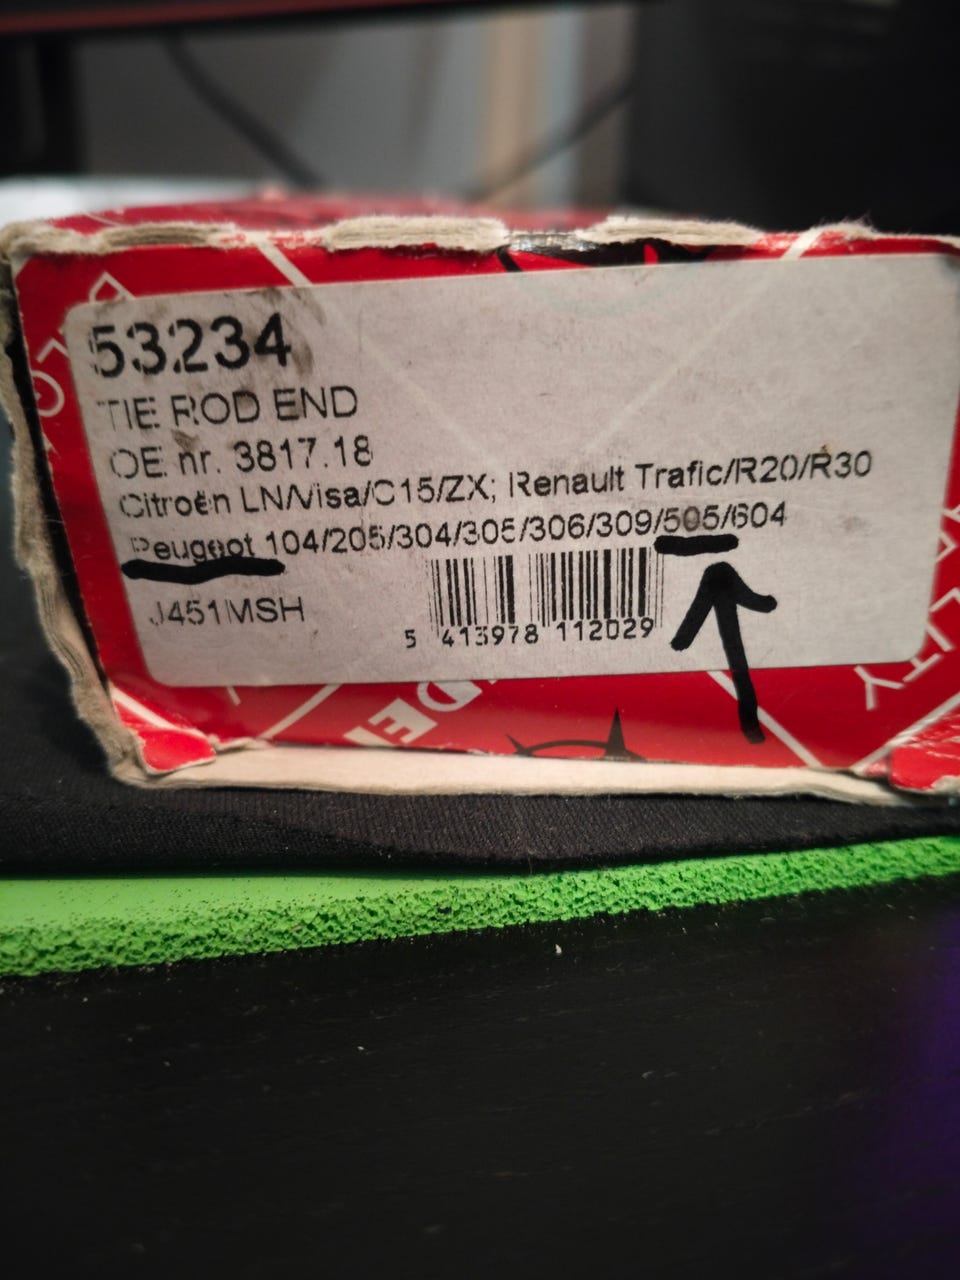 53234
TIE ROD END
OE nr. 3817.18
Citroën LN/Visa/C15/ZX; Renault Trafic/R20/R30
Peugeot 104/205/304/305/306/309/505/604
J451MSH
5 413978 112029